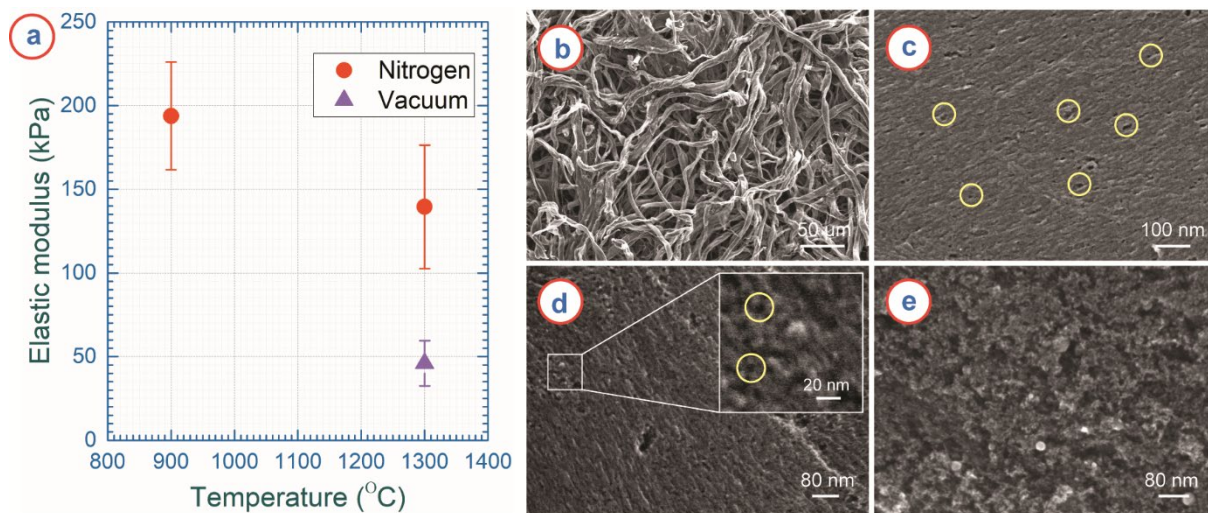 a
Elastic modulus (kPa)
250
200
150
100
50
0
Nitrogen
Vacuum
800 900 1000 1100 1200 1300 1400
Temperature (°C)
b
50 µm
c
100 nm
d
20 nm
80 nm
e
80 nm